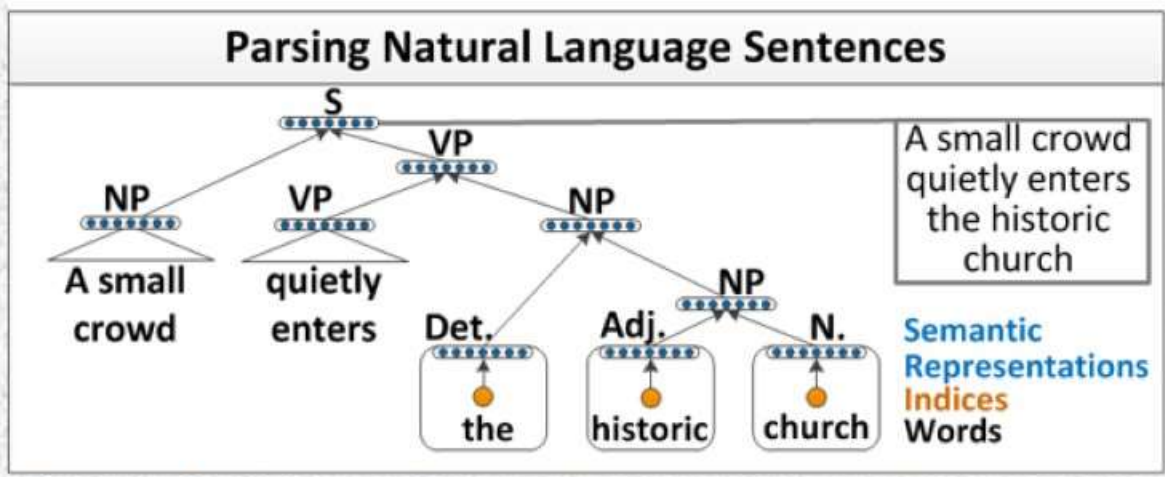 Parsing Natural Language Sentences
S
VP
NP
VP
NP
A small
crowd
quietly
enters
NP
Det.
Adj.
N.
the
historic
church
A small crowd
quietly enters
the historic
church
Semantic
Representations
Indices
Words